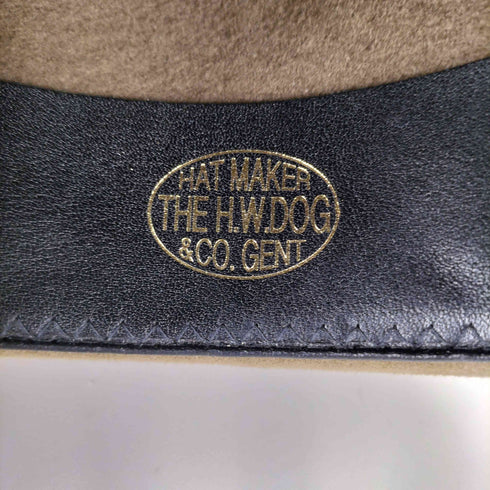 HAT MAKER
THE H.W.DOG
&CO. GENT